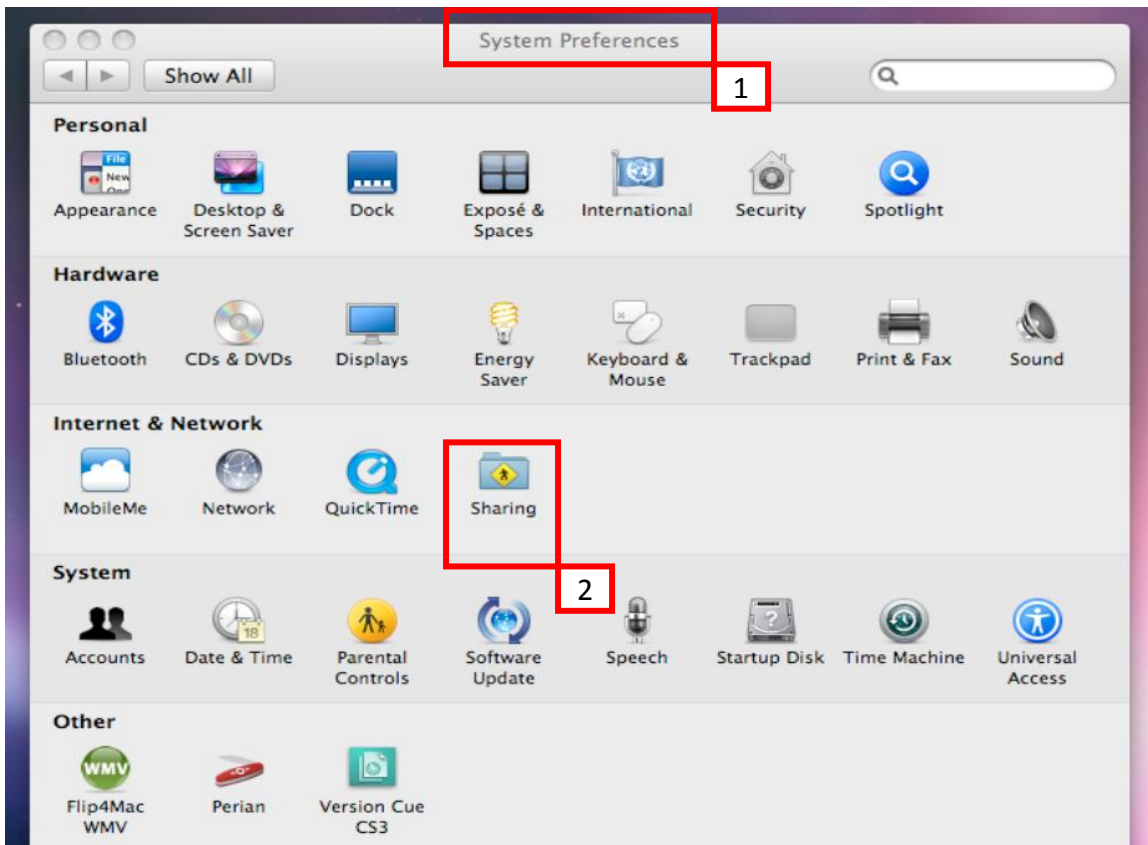 System Preferences
1
Show All
Personal
File
New
One
Appearance
Desktop &
Screen Saver
Dock
Exposé &
Spaces
International
Security
Spotlight
Hardware
Bluetooth
CDs & DVDs
Displays
Energy
Saver
Keyboard &
Mouse
Trackpad
Print & Fax
Sound
Internet & Network
MobileMe
Network
QuickTime
Sharing
2
System
Accounts
18
Date & Time
Parental
Controls
Software
Update
Speech
?
Startup Disk
Time Machine
Universal
Access
Other
WMV
Flip4Mac
WMV
Perian
Version Cue
CS3